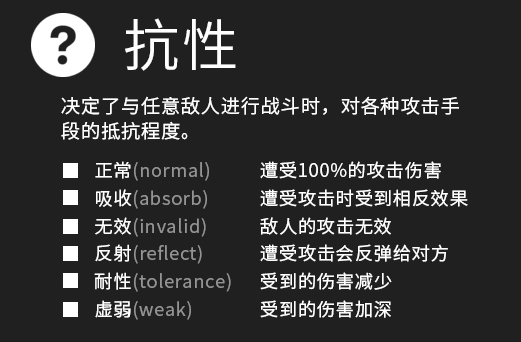 ? 抗性
决定了与任意敌人进行战斗时，对各种攻击手
段的抵抗程度。
正常(normal) 遭受100%的攻击伤害
吸收(absorb) 遭受攻击时受到相反效果
无效(invalid) 敌人的攻击无效
反射(reflect) 遭受攻击会反弹给对方
耐性(tolerance) 受到的伤害减少
虚弱(weak) 受到的伤害加深